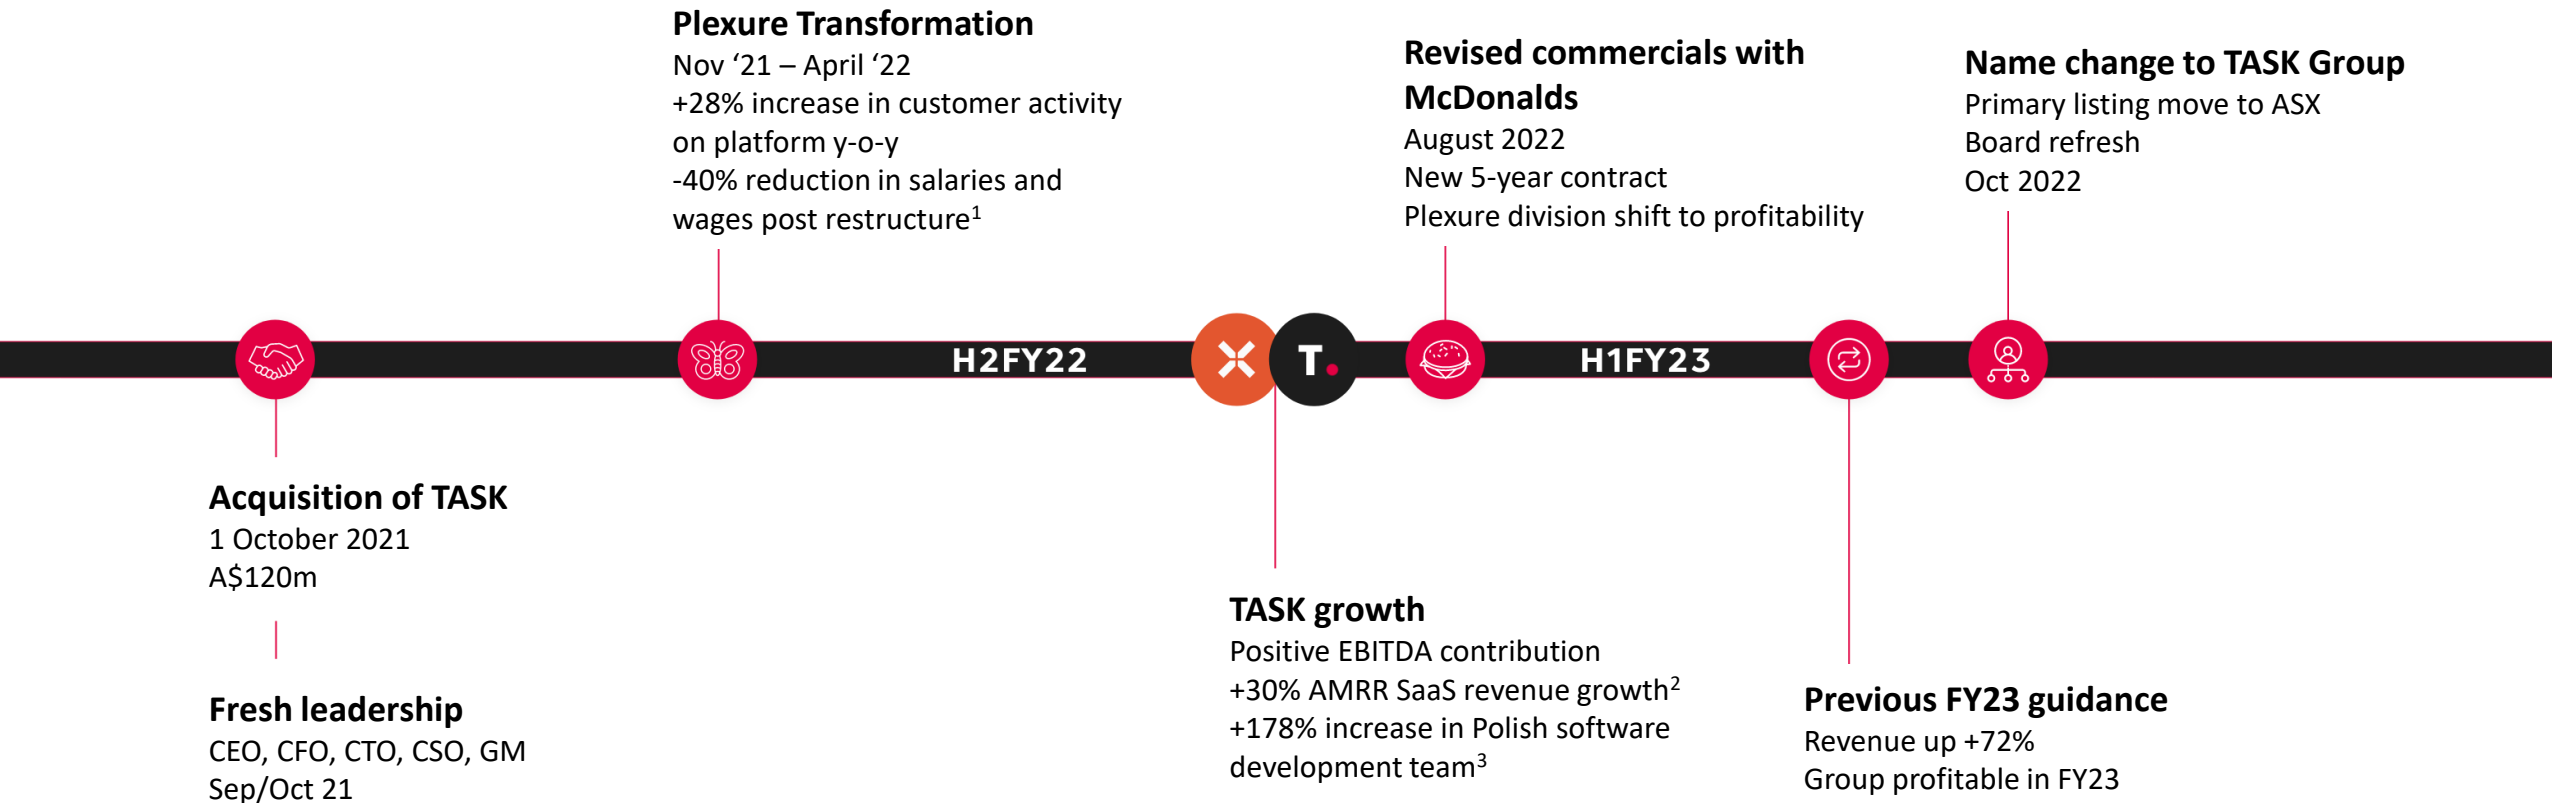 Plexure Transformation
Nov ‘21 – April ‘22
+28% increase in customer activity
on platform y-o-y
-40% reduction in salaries and
wages post restructure1
Revised commercials with
McDonalds
August 2022
New 5-year contract
Plexure division shift to profitability
Name change to TASK Group
Primary listing move to ASX
Board refresh
Oct 2022
H2FY22
T.
H1FY23
Acquisition of TASK
1 October 2021
A$120m
Fresh leadership
CEO, CFO, CTO, CSO, GM
Sep/Oct 21
TASK growth
Positive EBITDA contribution
+30% AMRR SaaS revenue growth2
+178% increase in Polish software
development team3
Previous FY23 guidance
Revenue up +72%
Group profitable in FY23